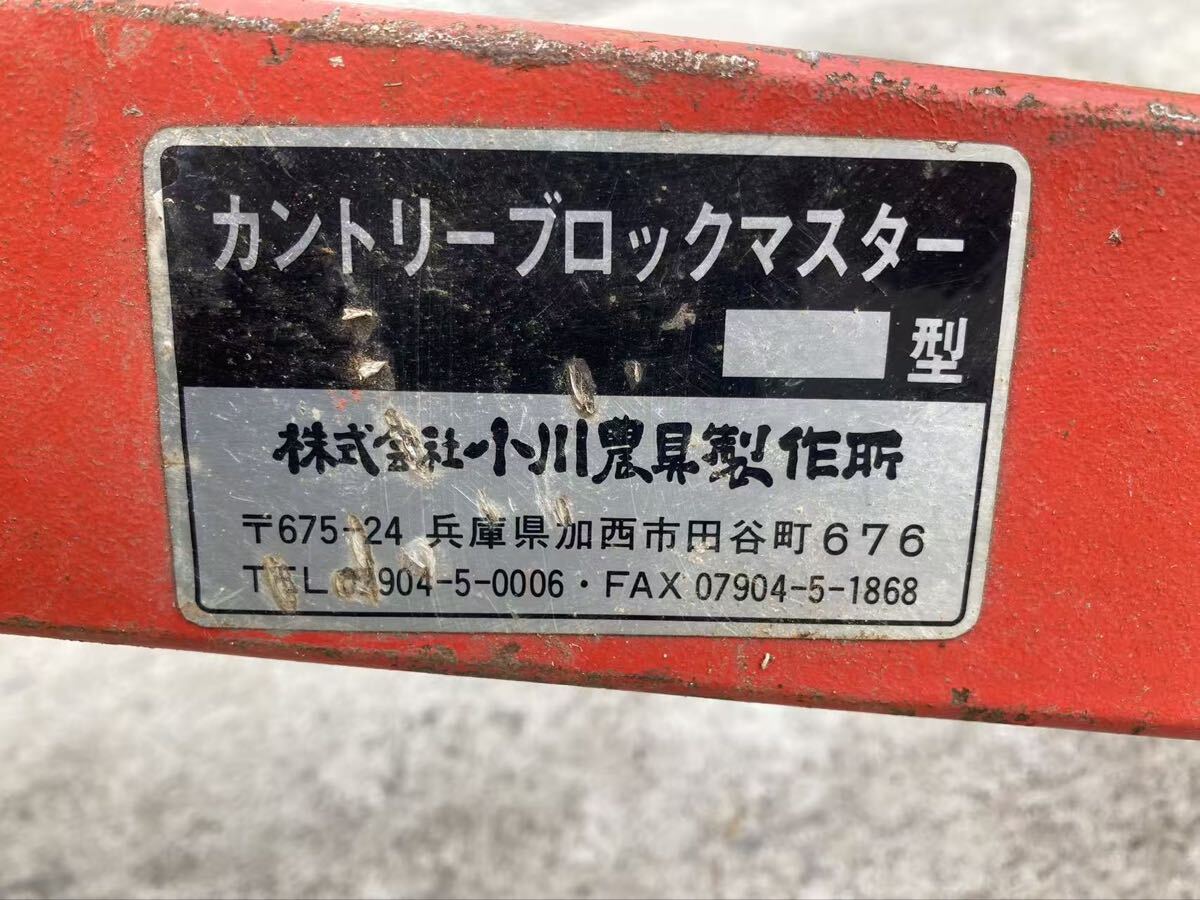 カントリーブロックマスター
型
株式会社小川農具製作所
〒675-24 兵庫県加西市田谷町676
TEL 07904-5-0006・FAX 07904-5-1868